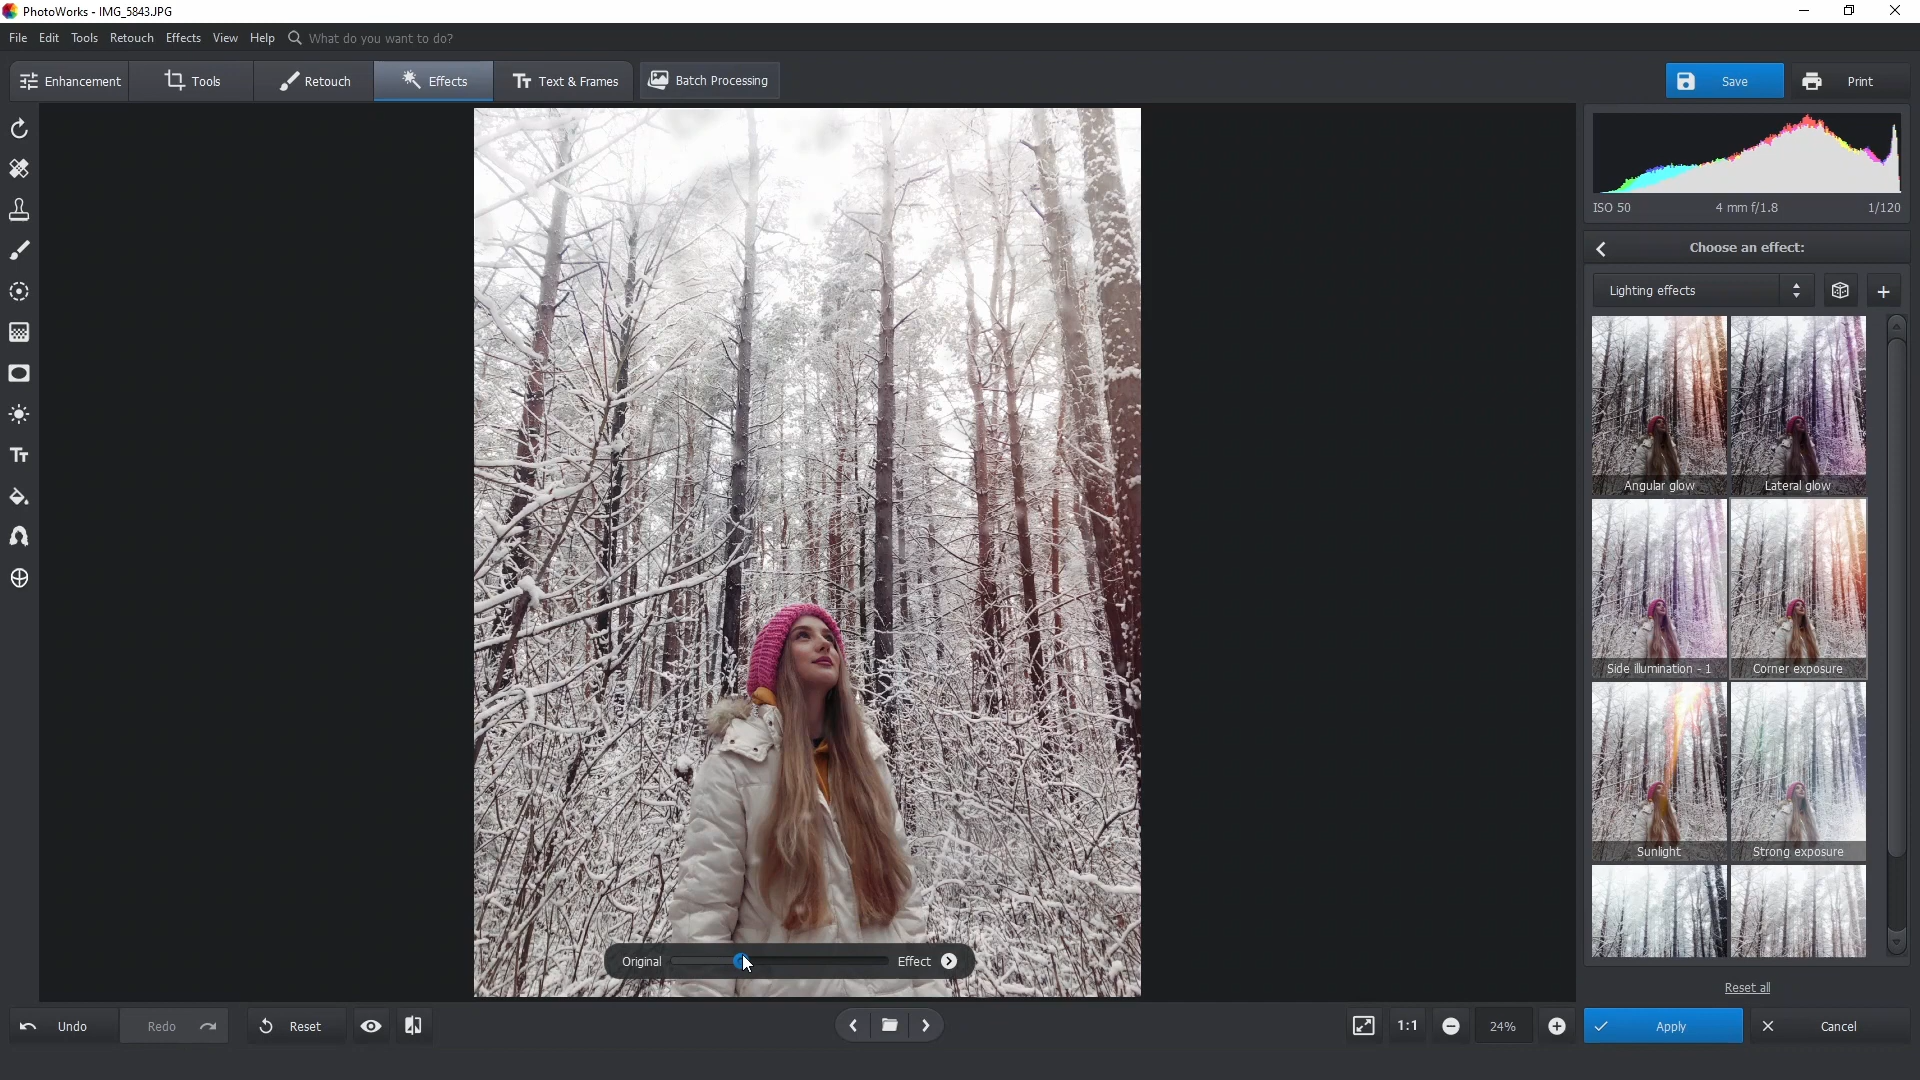 PhotoWorks - IMG_5843.JPG
File Edit Tools Retouch Effects View Help What do you want to do?
Enhancement Tools Retouch Effects Text & Frames Batch Processing Save Print
ISO 50 4 mm f/1.8 1/120
Choose an effect:
Lighting effects
Angular glow Lateral glow
Side illumination - 1 Corner exposure
Sunlight Strong exposure
Original Effect
Reset all
Undo Redo Reset 1:1 24% Apply Cancel